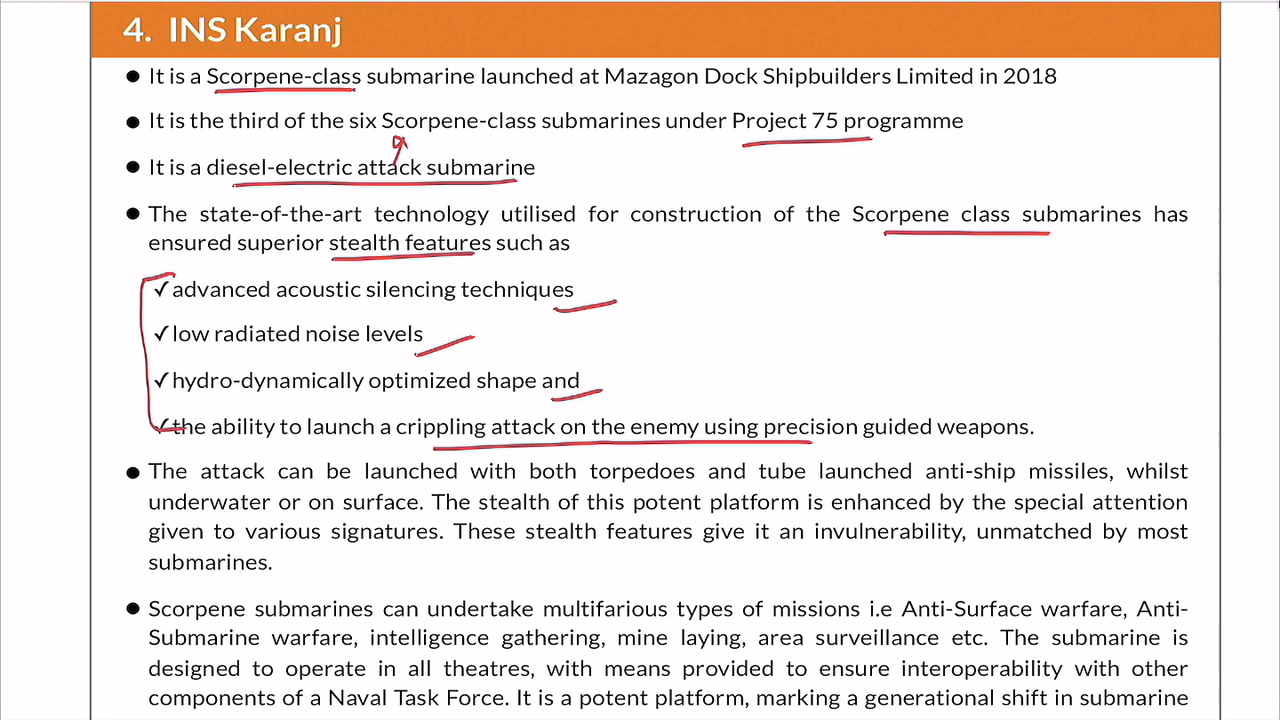 4. INS Karanj
● It is a Scorpene-class submarine launched at Mazagon Dock Shipbuilders Limited in 2018
● It is the third of the six Scorpene-class submarines under Project 75 programme
● It is a diesel-electric attack submarine
● The state-of-the-art technology utilised for construction of the Scorpene class submarines has
ensured superior stealth features such as
✓advanced acoustic silencing techniques
✓low radiated noise levels
✓hydro-dynamically optimized shape and
✓the ability to launch a crippling attack on the enemy using precision guided weapons.
● The attack can be launched with both torpedoes and tube launched anti-ship missiles, whilst
underwater or on surface. The stealth of this potent platform is enhanced by the special attention
given to various signatures. These stealth features give it an invulnerability, unmatched by most
submarines.
● Scorpene submarines can undertake multifarious types of missions i.e Anti-Surface warfare, Anti-
Submarine warfare, intelligence gathering, mine laying, area surveillance etc. The submarine is
designed to operate in all theatres, with means provided to ensure interoperability with other
components of a Naval Task Force. It is a potent platform, marking a generational shift in submarine